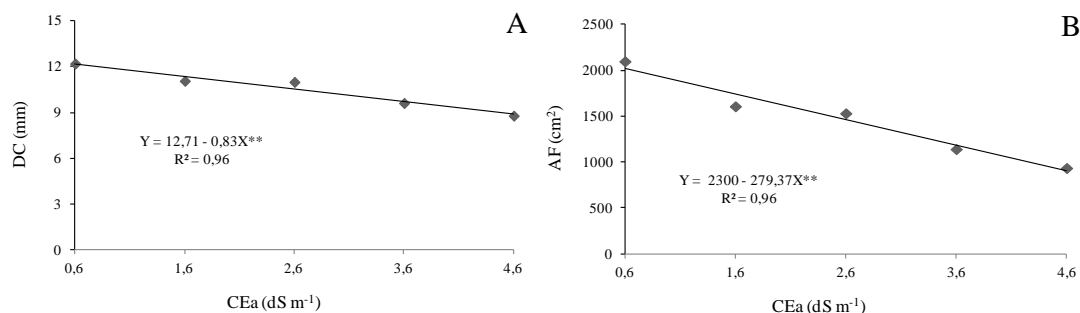 A
15
12
9
6
3
0
DC (mm)
Y = 12,71 - 0,83X**
R² = 0,96
0,6 1,6 2,6 3,6 4,6
CEa (dS m⁻¹)
B
2500
2000
1500
1000
500
0
AF (cm²)
Y = 2300 - 279,37X**
R² = 0,96
0,6 1,6 2,6 3,6 4,6
CEa (dS m⁻¹)